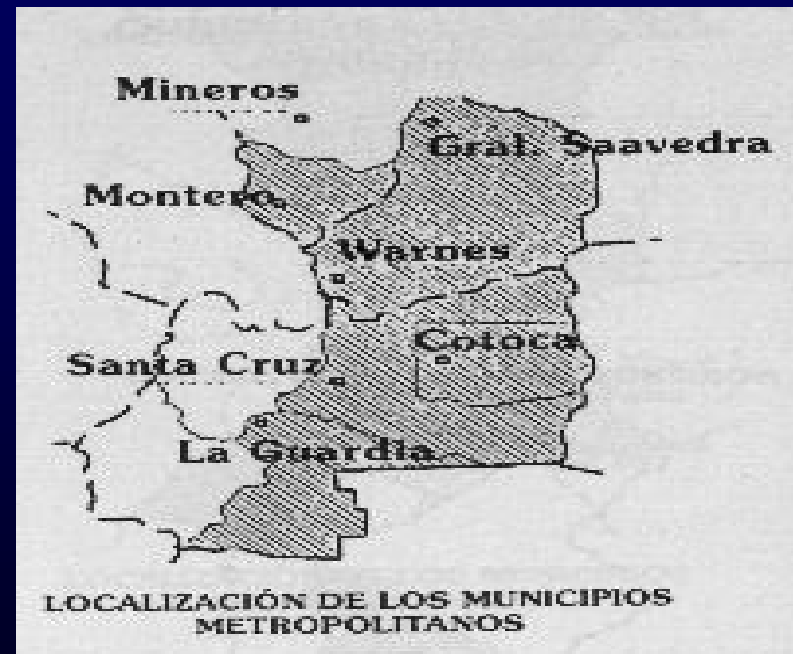 Mineros
Gral. Saavedra
Montero
Warnes
Cotoca
Santa Cruz
La Guardia
LOCALIZACIÓN DE LOS MUNICIPIOS
METROPOLITANOS